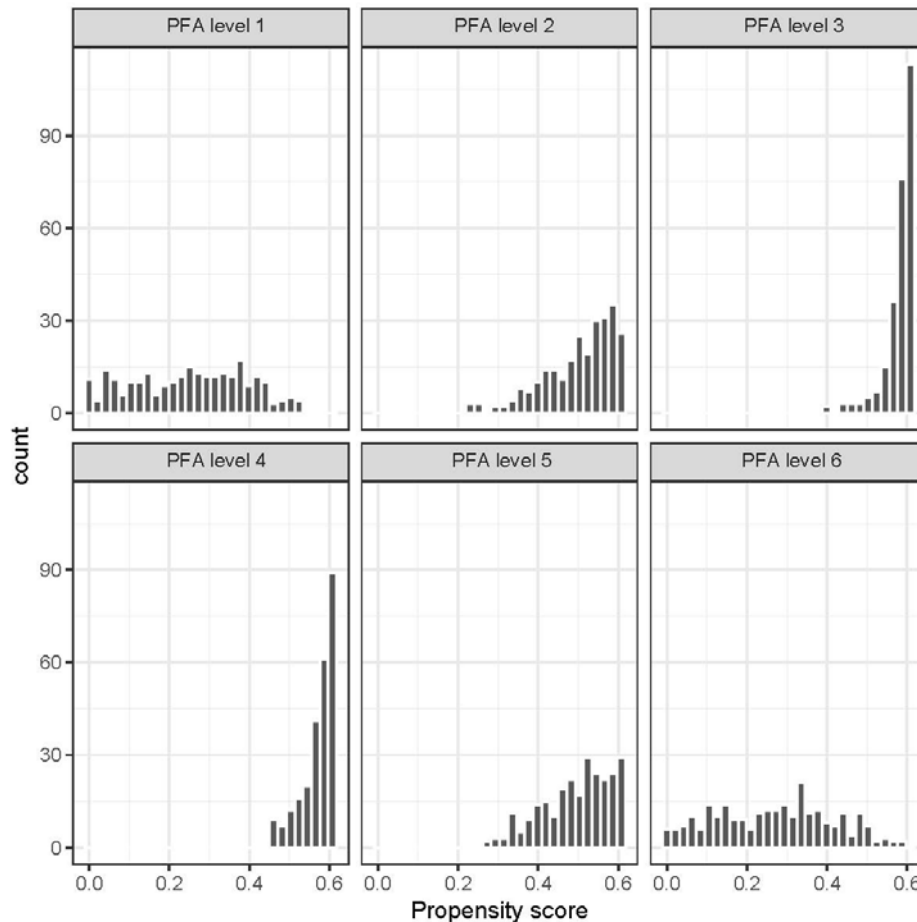 PFA level 1 PFA level 2 PFA level 3
90
60
30
0
count
PFA level 4 PFA level 5 PFA level 6
90
60
30
0
0.0 0.2 0.4 0.6 0.0 0.2 0.4 0.6 0.0 0.2 0.4 0.6
Propensity score